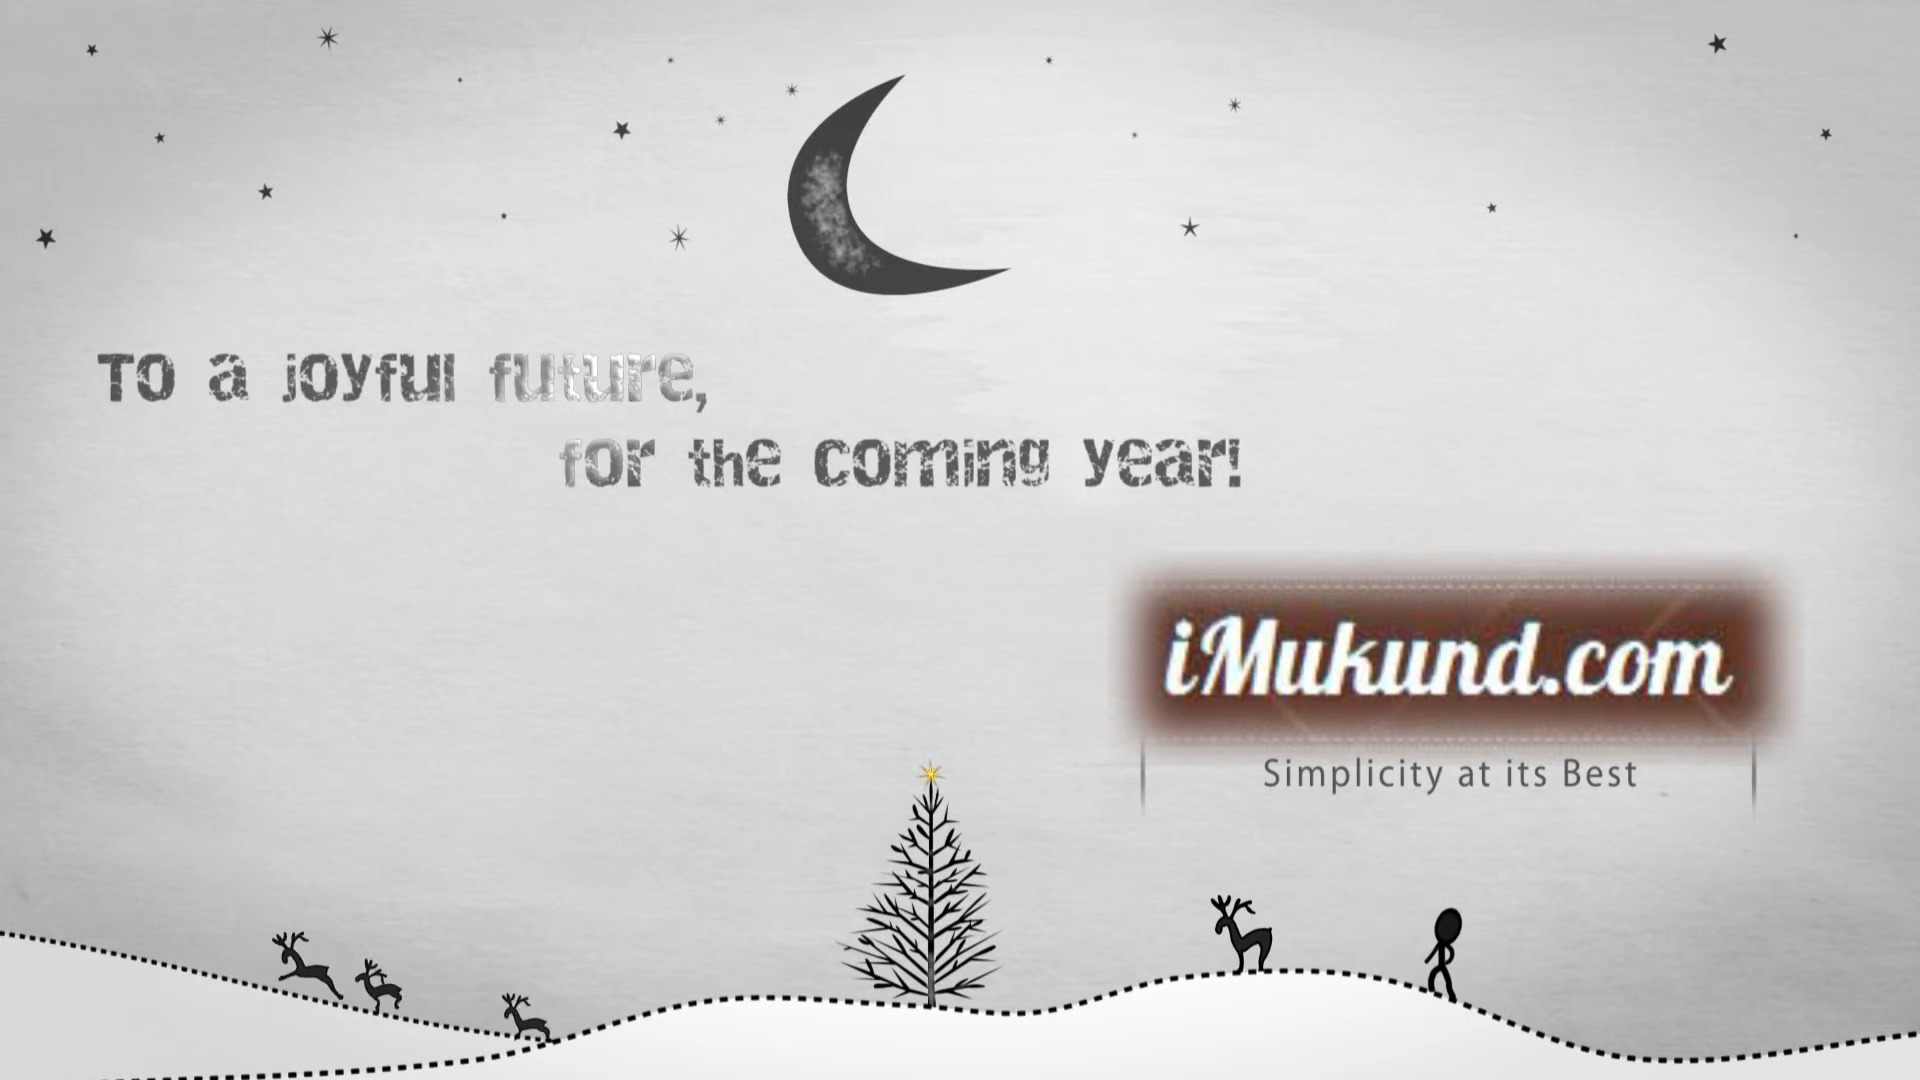 To a joyful future,
for the coming year!
iMukund.com
Simplicity at its Best